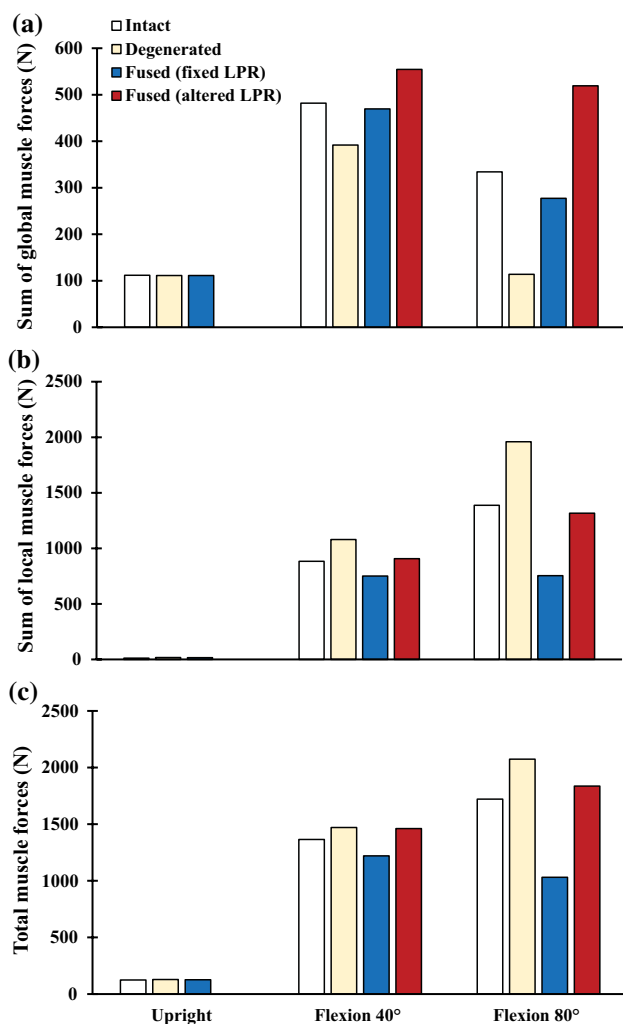 (a)
Intact
Degenerated
Fused (fixed LPR)
Fused (altered LPR)
Sum of global muscle forces (N)
600
500
400
300
200
100
0
(b)
Sum of local muscle forces (N)
2500
2000
1500
1000
500
0
(c)
Total muscle forces (N)
2500
2000
1500
1000
500
0
Upright Flexion 40° Flexion 80°